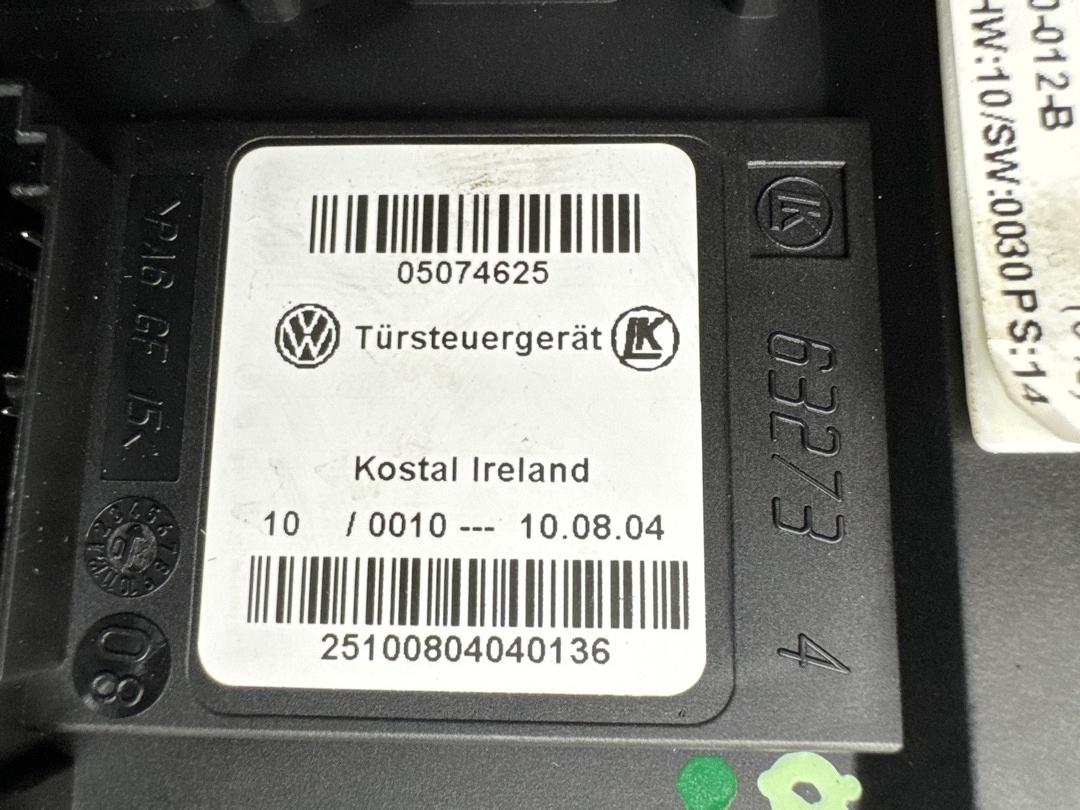 05074625
Türsteuergerät
Kostal Ireland
10 / 0010 --- 10.08.04
25100804040136
63273 4
08
0-012-B
HW:10/SW:0030 PS:14